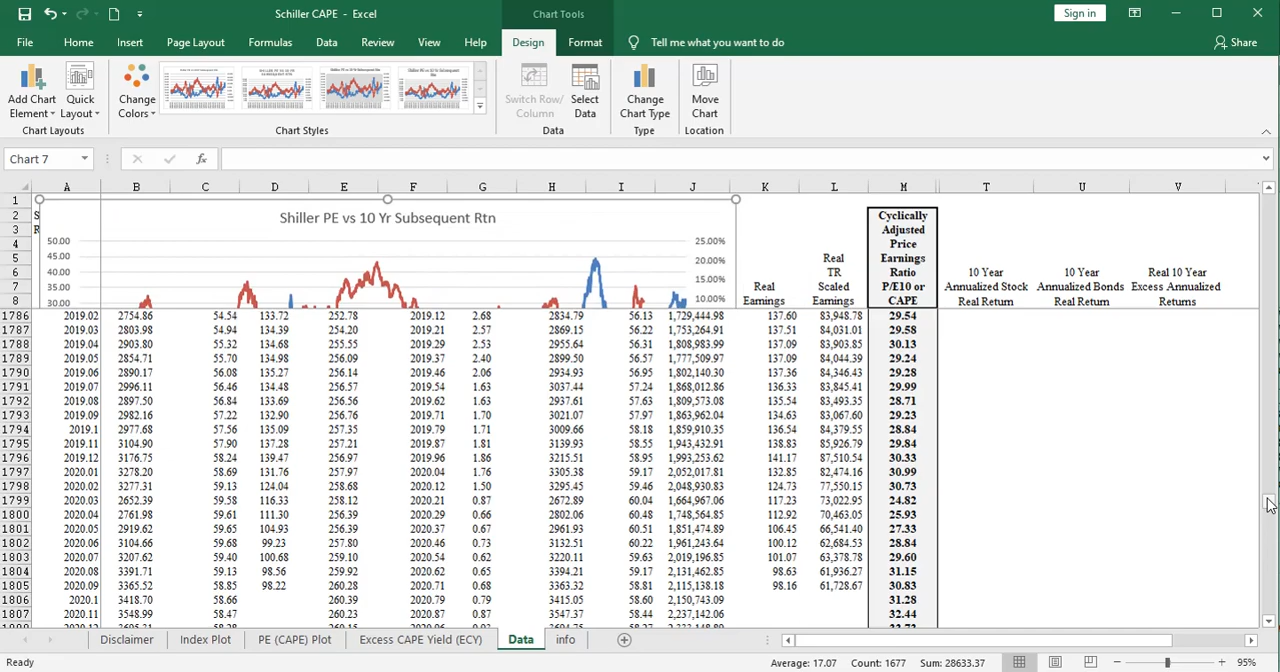 Schiller CAPE - Excel
Chart Tools
Sign in
File Home Insert Page Layout Formulas Data Review View Help Design Format Tell me what you want to do Share
Add Chart Element
Quick Layout
Change Colors
Switch Row/ Column
Select Data
Change Chart Type
Move Chart
Chart Layouts Chart Styles Data Type Location
Chart 7 fx
A B C D E F G H I J K L M T U V
1
2 S
3 R
4
5
6
7
8
Shiller PE vs 10 Yr Subsequent Rtn
50.00 25.00%
45.00
40.00 20.00%
35.00 15.00%
30.00 10.00%
Real Earnings
Real TR Scaled Earnings
Cyclically Adjusted Price Earnings Ratio P/E10 or CAPE
10 Year Annualized Stock Real Return
10 Year Annualized Bonds Real Return
Real 10 Year Excess Annualized Returns
1786 2019.02 2754.86 54.54 133.72 252.78 2019.12 2.68 2834.79 56.13 1,729,444.98 137.60 83,948.78 29.54
1787 2019.03 2803.98 54.94 134.39 254.20 2019.21 2.57 2869.15 56.22 1,753,264.91 137.51 84,031.01 29.58
1788 2019.04 2903.80 55.32 134.68 255.55 2019.29 2.53 2955.64 56.31 1,808,983.99 137.09 83,903.85 30.13
1789 2019.05 2854.71 55.70 134.98 256.09 2019.37 2.40 2899.50 56.57 1,777,509.97 137.09 84,044.39 29.24
1790 2019.06 2890.17 56.08 135.27 256.14 2019.46 2.06 2934.93 56.95 1,802,140.30 137.36 84,346.43 29.28
1791 2019.07 2996.11 56.46 134.48 256.57 2019.54 1.63 3037.44 57.24 1,868,012.86 136.33 83,845.41 29.99
1792 2019.08 2897.50 56.84 133.69 256.56 2019.62 1.63 2937.61 57.63 1,809,573.08 135.54 83,493.35 28.71
1793 2019.09 2982.16 57.22 132.90 256.76 2019.71 1.70 3021.07 57.97 1,863,962.04 134.63 83,067.60 29.23
1794 2019.1 2977.68 57.56 135.09 257.35 2019.79 1.71 3009.66 58.18 1,859,910.35 136.54 84,379.55 28.84
1795 2019.11 3104.90 57.90 137.28 257.21 2019.87 1.81 3139.93 58.55 1,943,432.91 138.83 85,926.79 29.84
1796 2019.12 3176.75 58.24 139.47 256.97 2019.96 1.86 3215.51 58.95 1,993,253.62 141.17 87,510.54 30.33
1797 2020.01 3278.20 58.69 131.76 257.97 2020.04 1.76 3305.38 59.17 2,052,017.81 132.85 82,474.16 30.99
1798 2020.02 3277.31 59.13 124.04 258.68 2020.12 1.50 3295.45 59.46 2,048,930.83 124.73 77,550.15 30.73
1799 2020.03 2652.39 59.58 116.33 258.12 2020.21 0.87 2672.89 60.04 1,664,967.06 117.23 73,022.95 24.82
1800 2020.04 2761.98 59.61 111.30 256.39 2020.29 0.66 2802.06 60.48 1,748,564.85 112.92 70,463.05 25.93
1801 2020.05 2919.62 59.65 104.93 256.39 2020.37 0.67 2961.93 60.51 1,851,474.89 106.45 66,541.40 27.33
1802 2020.06 3104.66 59.68 99.23 257.80 2020.46 0.73 3132.51 60.22 1,961,243.64 100.12 62,684.53 28.84
1803 2020.07 3207.62 59.40 100.68 259.10 2020.54 0.62 3220.11 59.63 2,019,196.85 101.07 63,378.78 29.60
1804 2020.08 3391.71 59.13 98.56 259.92 2020.62 0.65 3394.21 59.17 2,131,462.85 98.63 61,936.27 31.15
1805 2020.09 3365.52 58.85 98.22 260.28 2020.71 0.68 3363.32 58.81 2,115,138.18 98.16 61,728.67 30.83
1806 2020.1 3418.70 58.66 260.39 2020.79 0.79 3415.05 58.60 2,150,743.09 31.28
1807 2020.11 3548.99 58.47 260.23 2020.87 0.87 3547.37 58.44 2,237,142.06 32.44
Disclaimer Index Plot PE (CAPE) Plot Excess CAPE Yield (ECY) Data info
Ready Average: 17.07 Count: 1677 Sum: 28633.37 95%